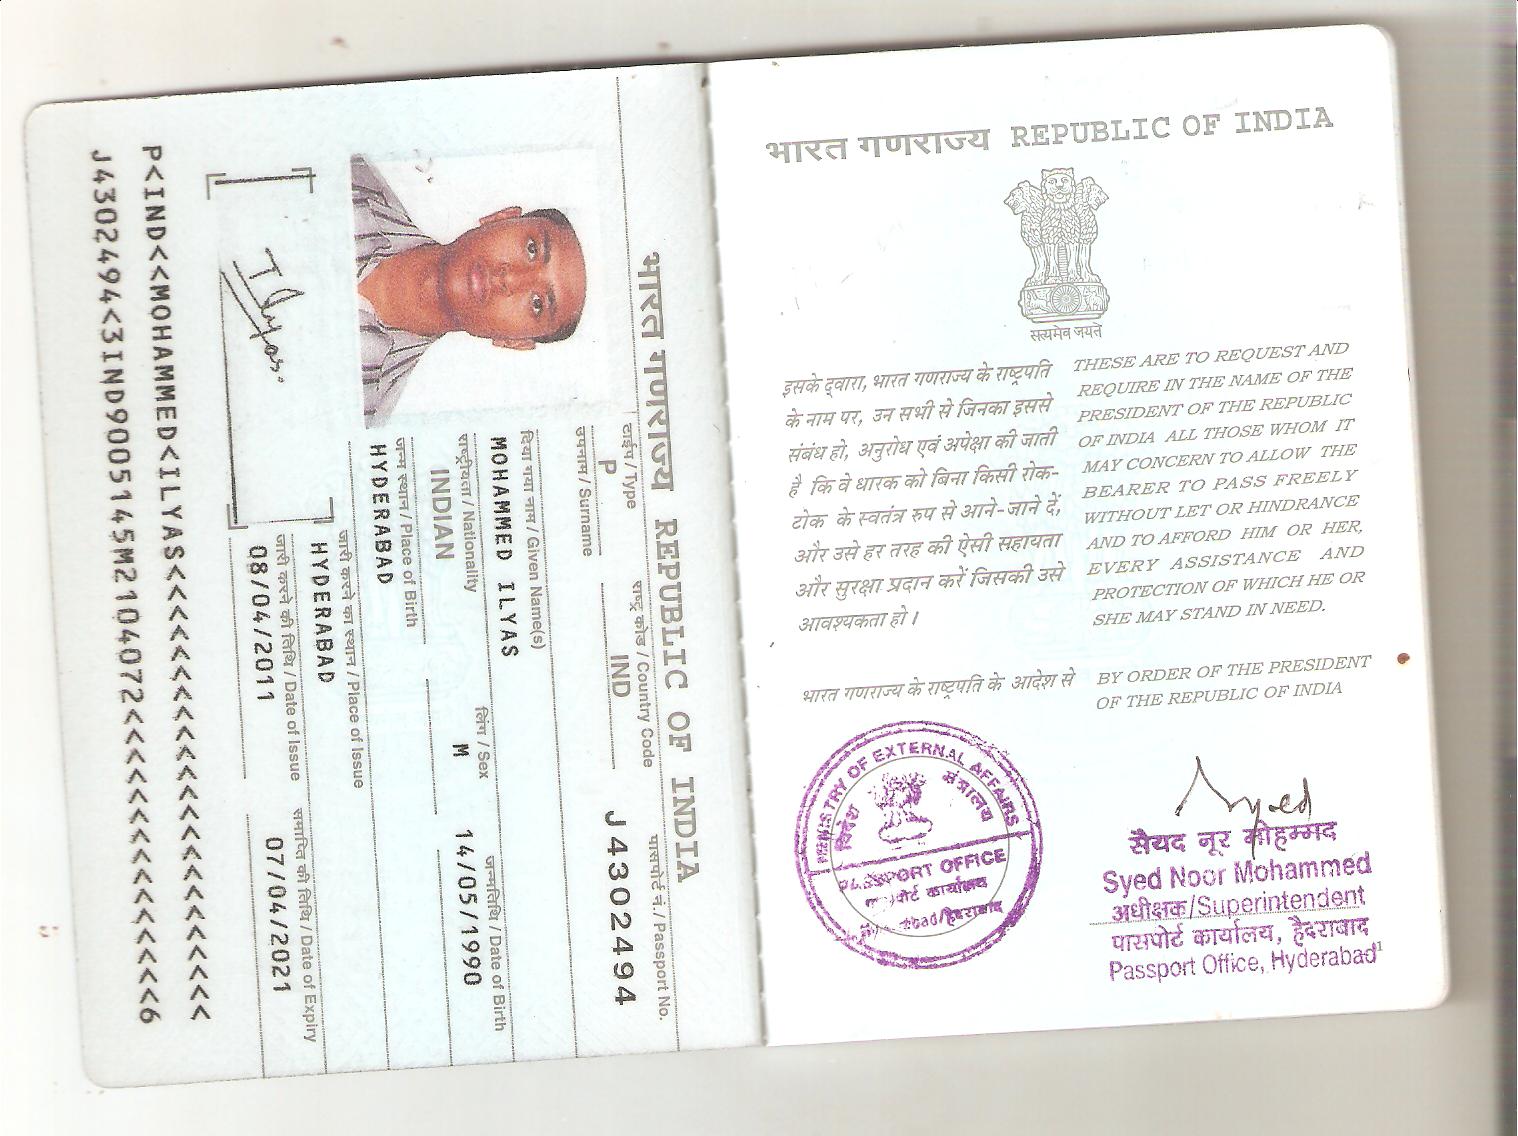 भारत गणराज्य REPUBLIC OF INDIA
सत्यमेव जयते
इसके द्वारा, भारत गणराज्य के राष्ट्रपति
के नाम पर, उन सभी से जिनका इससे
संबंध हो, अनुरोध एवं अपेक्षा की जाती
है कि वे धारक को बिना किसी रोक-
टोक के स्वतंत्र रुप से आने-जाने दें,
और उसे हर तरह की ऐसी सहायता
और सुरक्षा प्रदान करें जिसकी उसे
आवश्यकता हो।
THESE ARE TO REQUEST AND
REQUIRE IN THE NAME OF THE
PRESIDENT OF THE REPUBLIC
OF INDIA ALL THOSE WHOM IT
MAY CONCERN TO ALLOW THE
BEARER TO PASS FREELY
WITHOUT LET OR HINDRANCE
AND TO AFFORD HIM OR HER,
EVERY ASSISTANCE AND
PROTECTION OF WHICH HE OR
SHE MAY STAND IN NEED.
भारत गणराज्य के राष्ट्रपति के आदेश से
BY ORDER OF THE PRESIDENT
OF THE REPUBLIC OF INDIA
MINISTRY OF EXTERNAL AFFAIRS
विदेश मंत्रालय
PASSPORT OFFICE
कार्यालय
हैदराबाद
Syed
सैयद नूर मोहम्मद
Syed Noor Mohammed
अधीक्षक/Superintendent
पासपोर्ट कार्यालय, हैदराबाद
Passport Office, Hyderabad
1
भारत गणराज्य REPUBLIC OF INDIA
टाईप / Type राष्ट्र कोड / Country Code पासपोर्ट नं. / Passport No.
P IND J4302494
उपनाम / Surname
दिया गया नाम / Given Name(s)
MOHAMMED ILYAS
राष्ट्रीयता / Nationality लिंग / Sex जन्मतिथि / Date of Birth
INDIAN M 14/05/1990
जन्म स्थान / Place of Birth
HYDERABAD
जारी करने का स्थान / Place of Issue
HYDERABAD
जारी करने की तिथि / Date of Issue समाप्ति की तिथि / Date of Expiry
08/04/2011 07/04/2021
Ilyas.
P<IND<<MOHAMMED<ILYAS<<<<<<<<<<<<<<<<<<<<<<<
J4302494<3IND9005145M2104072<<<<<<<<<<<<<<<6